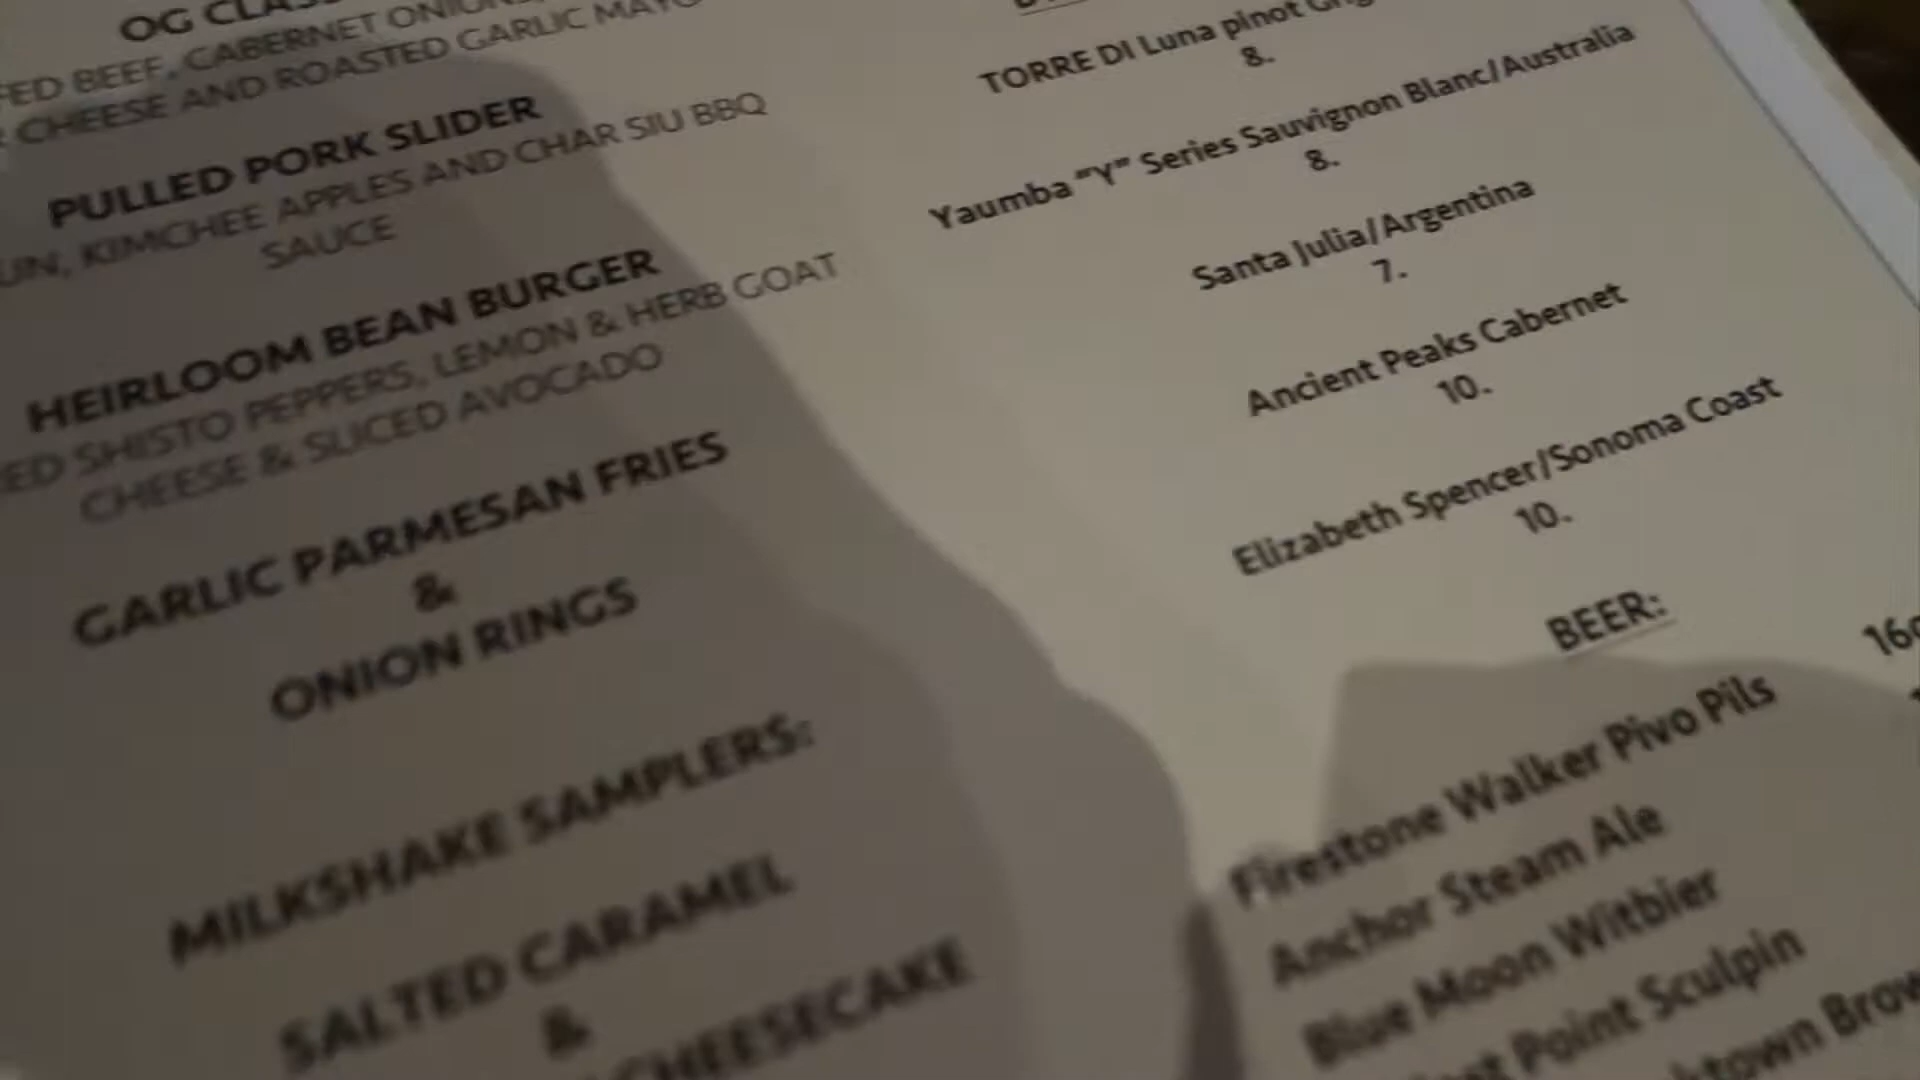 OG
FED BEEF, CABERNET ONIONS,
CHEESE AND ROASTED GARLIC MAYO
PULLED PORK SLIDER
KIMCHEE APPLES AND CHAR SIU BBQ
SAUCE
HEIRLOOM BEAN BURGER
SHISTO PEPPERS, LEMON & HERB GOAT
CHEESE & SLICED AVOCADO
GARLIC PARMESAN FRIES
&
ONION RINGS
MILKSHAKE SAMPLERS:
SALTED CARAMEL
&
CHEESECAKE
TORRE DI Luna pinot
8.
Yaumba "Y" Series Sauvignon Blanc/Australia
8.
Santa Julia/Argentina
7.
Ancient Peaks Cabernet
10.
Elizabeth Spencer/Sonoma Coast
10.
BEER:
Firestone Walker Pivo Pils
Anchor Steam Ale
Blue Moon Witbier
Point Sculpin